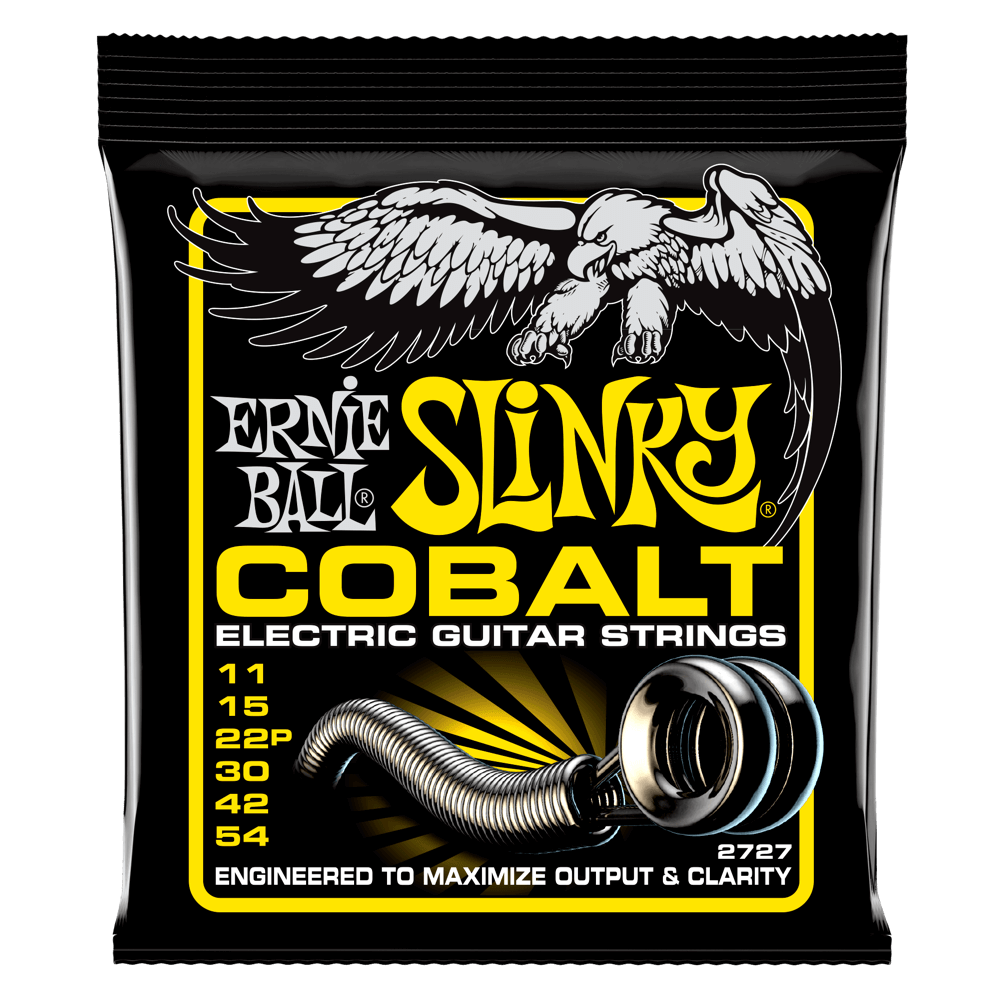 ERNiE
BALL®
SLiNKY®
COBALT
ELECTRIC GUITAR STRINGS
11
15
22P
30
42
54
2727
ENGINEERED TO MAXIMIZE OUTPUT & CLARITY